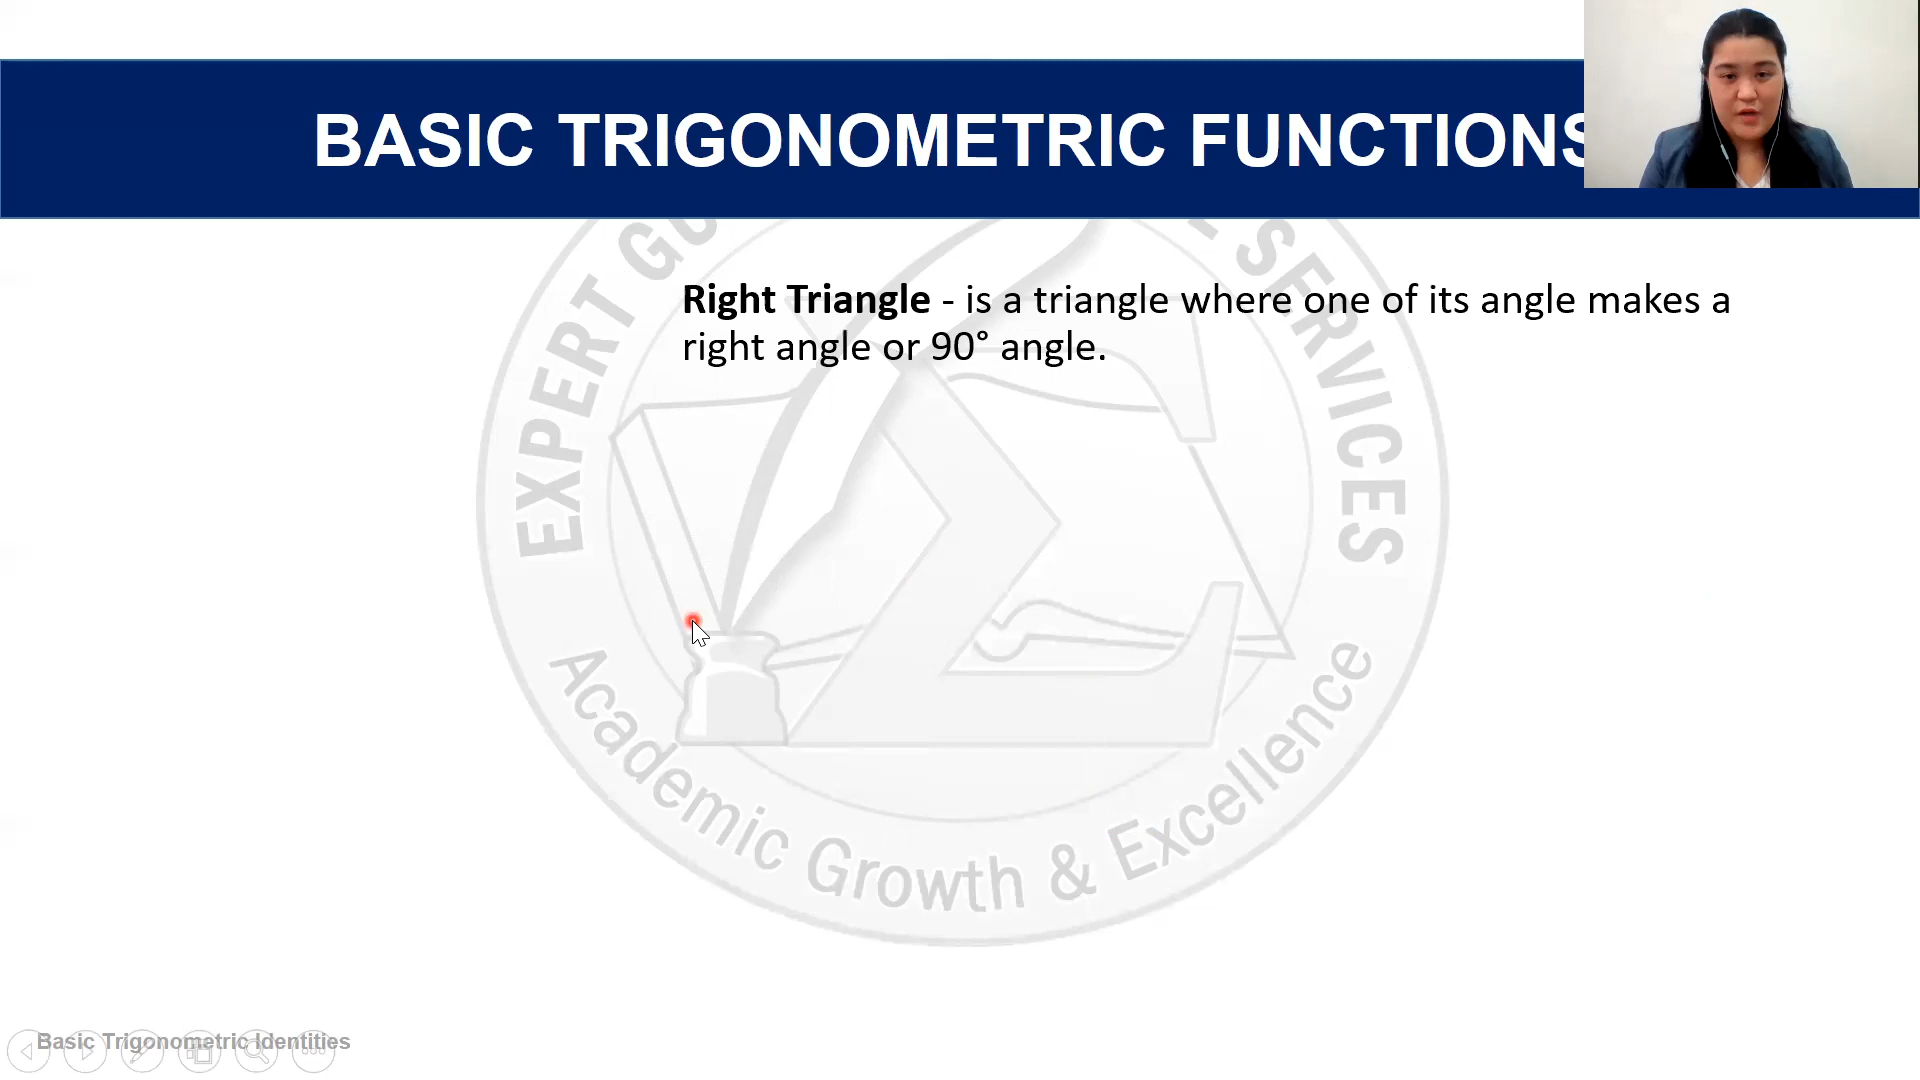 BASIC TRIGONOMETRIC FUNCTIONS
Right Triangle - is a triangle where one of its angle makes a
right angle or 90° angle.
EXPERT GU
SERVICES
Academic Growth & Excellence
Basic Trigonometric Identities